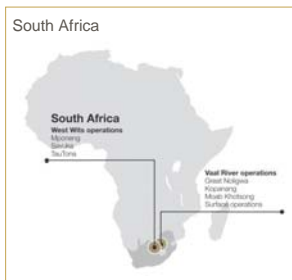 South Africa
South Africa
West Wits operations
Mponeng
Savuka
TauTona
Vaal River operations
Great Noligwa
Kopanang
Moab Khotsong
Surface operations